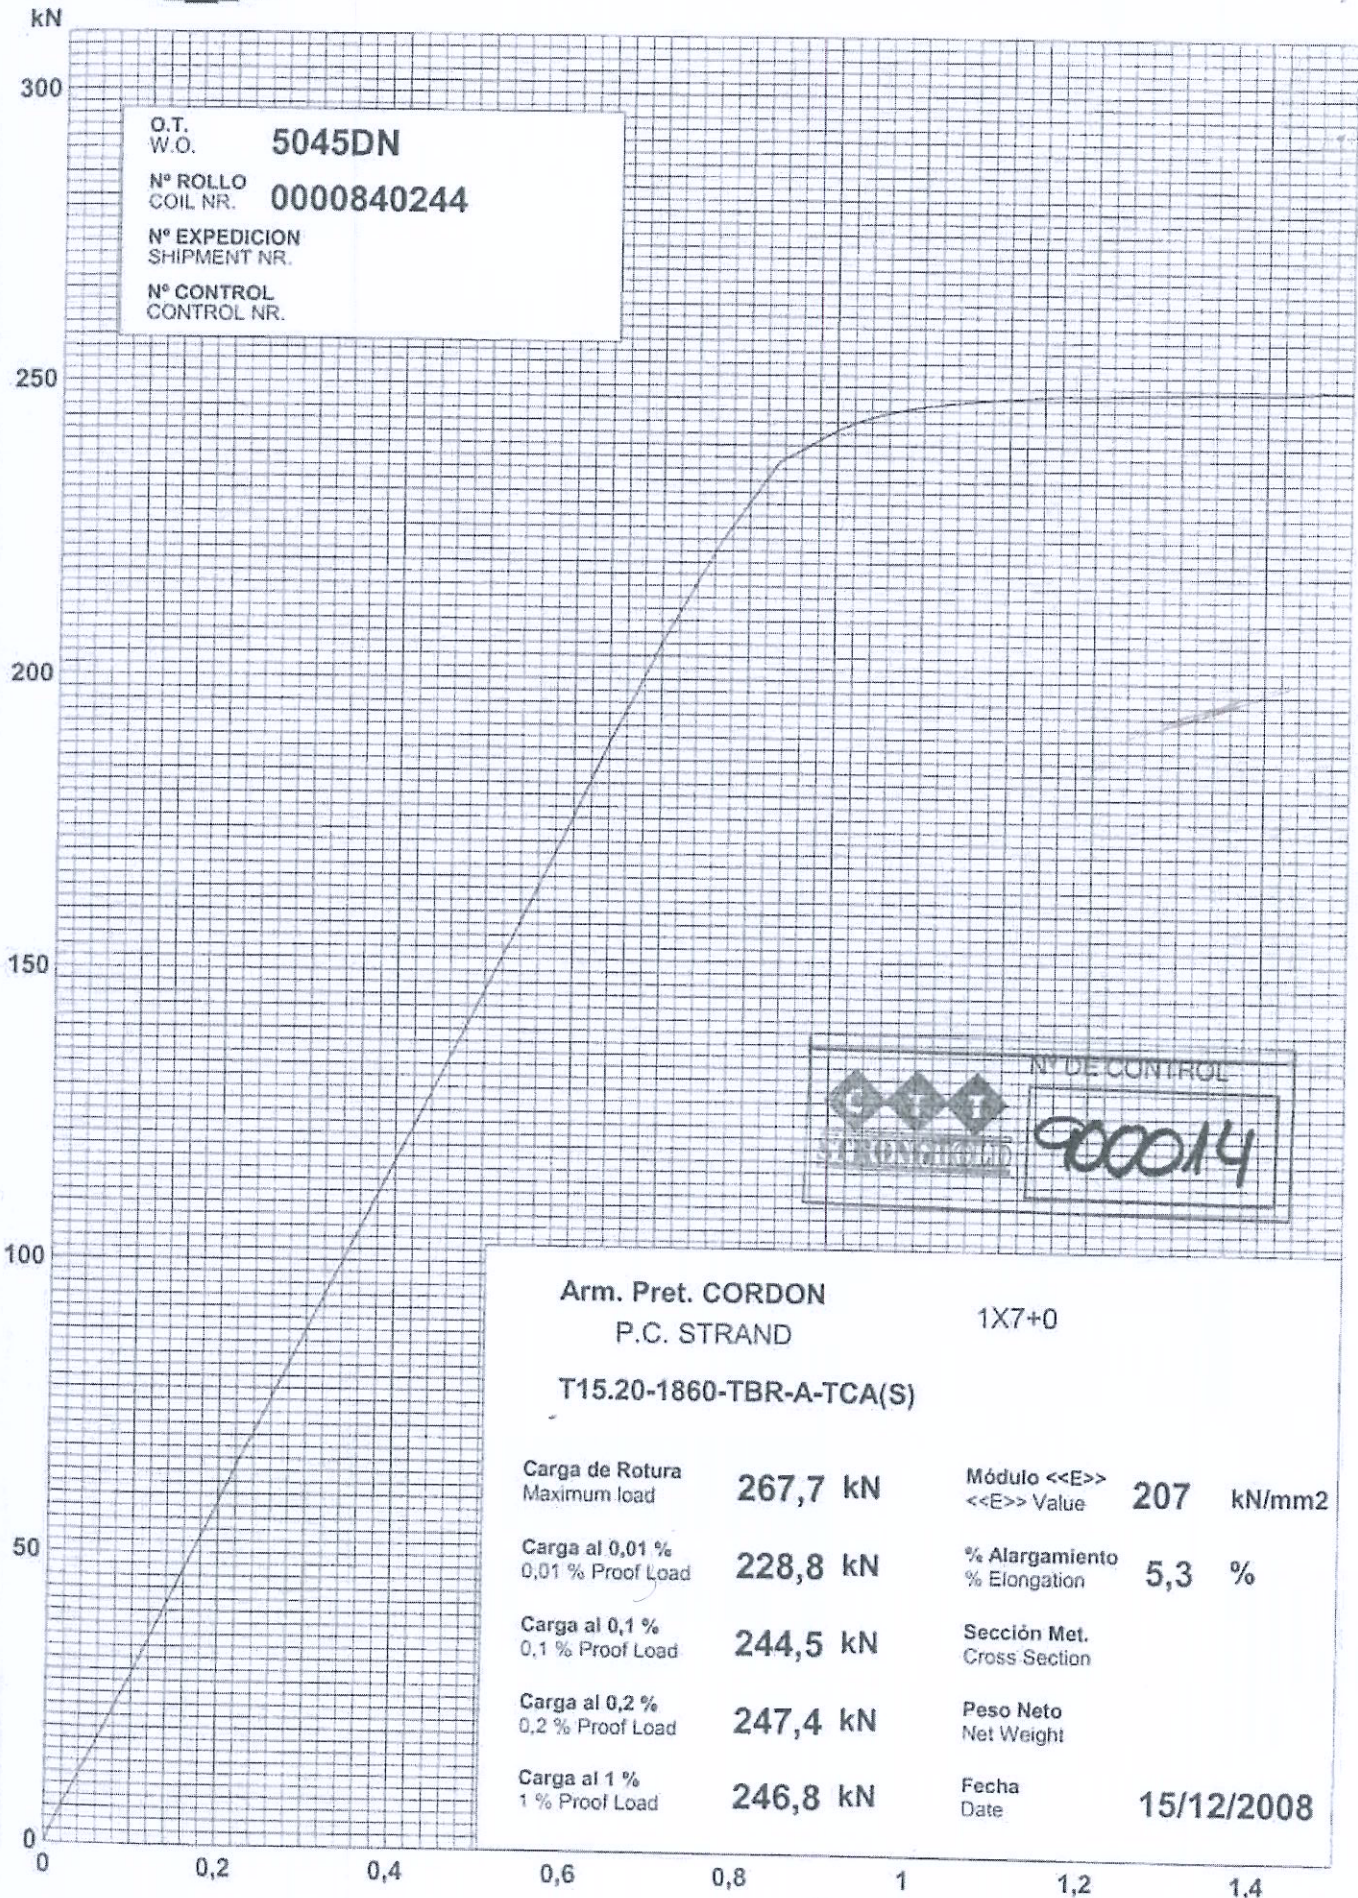 kN
300
O.T.
W.O. 5045DN
Nº ROLLO
COIL NR. 0000840244
Nº EXPEDICION
SHIPMENT NR.
Nº CONTROL
CONTROL NR.
250
200
150
Nº DE CONTROL
900014
100
Arm. Pret. CORDON
P.C. STRAND
1X7+0
T15.20-1860-TBR-A-TCA(S)
Carga de Rotura
Maximum load 267,7 kN
Módulo <<E>>
<<E>> Value 207 kN/mm2
50
Carga al 0,01 %
0,01 % Proof Load 228,8 kN
% Alargamiento
% Elongation 5,3 %
Carga al 0,1 %
0,1 % Proof Load 244,5 kN
Sección Met.
Cross Section
Carga al 0,2 %
0,2 % Proof Load 247,4 kN
Peso Neto
Net Weight
Carga al 1 %
1 % Proof Load 246,8 kN
Fecha
Date 15/12/2008
0
0 0,2 0,4 0,6 0,8 1 1,2 1,4